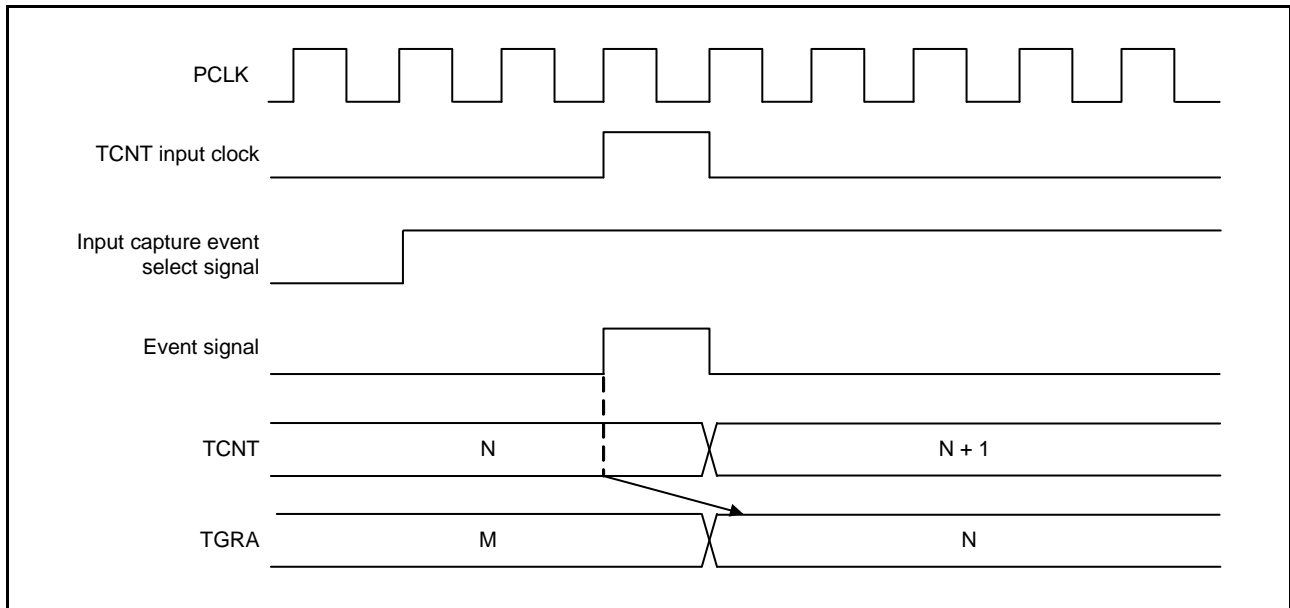 PCLK
TCNT input clock
Input capture event
select signal
Event signal
TCNT
N
N + 1
TGRA
M
N